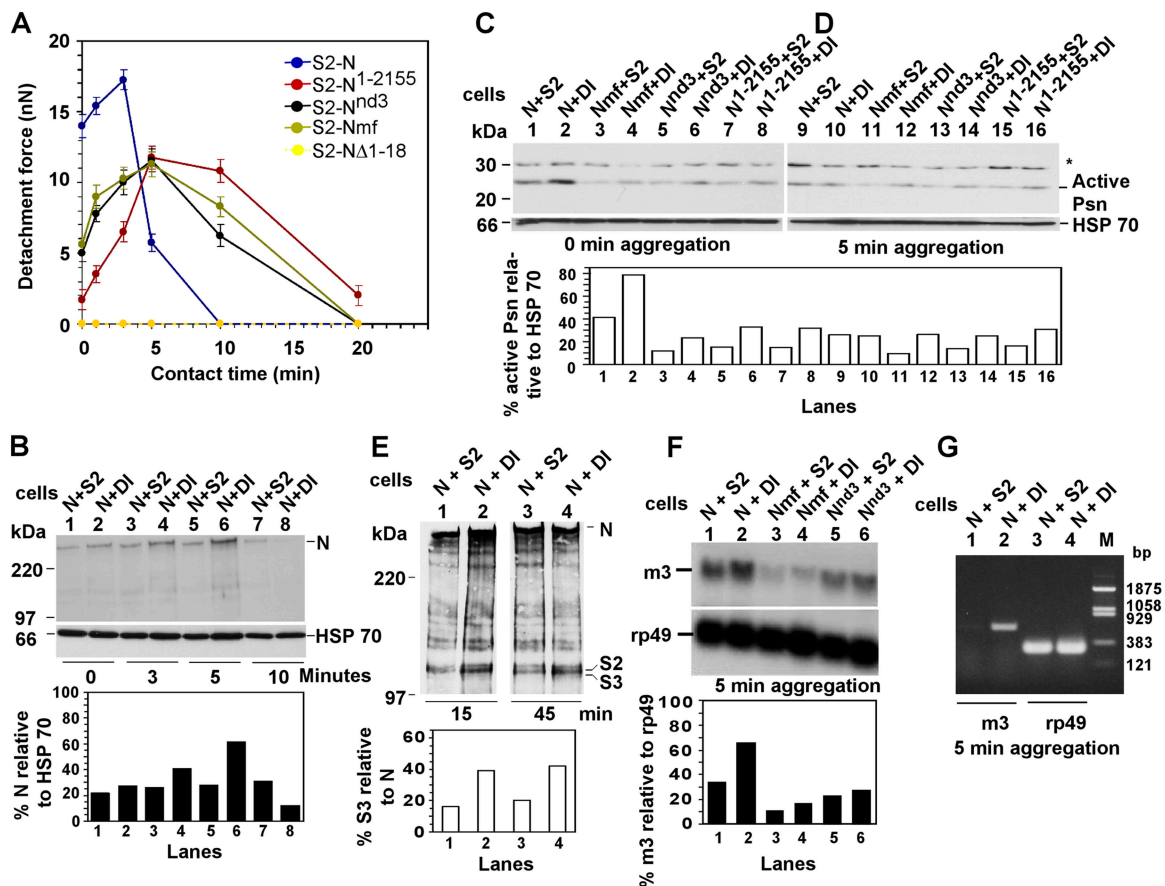 A
Detachment force (nN)
20
15
10
5
0
0 5 10 15 20
Contact time (min)
S2-N
S2-N1-2155
S2-Nnd3
S2-Nmf
S2-NΔ1-18
C
cells
N+S2 N+Dl Nmf+S2 Nmf+Dl Nnd3+S2 Nnd3+Dl N1-2155+S2 N1-2155+Dl
1 2 3 4 5 6 7 8
kDa
30
20
66
0 min aggregation
D
N+S2 N+Dl Nmf+S2 Nmf+Dl Nnd3+S2 Nnd3+Dl N1-2155+S2 N1-2155+Dl
9 10 11 12 13 14 15 16
*
Active
Psn
HSP 70
5 min aggregation
% active Psn rela-
tive to HSP 70
80
60
40
20
0
1 2 3 4 5 6 7 8 9 10 11 12 13 14 15 16
Lanes
B
cells
N+S2 N+Dl N+S2 N+Dl N+S2 N+Dl N+S2 N+Dl
1 2 3 4 5 6 7 8
kDa
N
220
97
66
HSP 70
0 3 5 10 Minutes
% N relative
to HSP 70
100
80
60
40
20
0
1 2 3 4 5 6 7 8
Lanes
E
cells
N + S2 N + Dl N + S2 N + Dl
1 2 3 4
kDa
N
220
S2
S3
97
15 45 min
% S3 relative
to N
60
40
20
0
1 2 3 4
Lanes
F
cells
N + S2 N + Dl Nmf + S2 Nmf + Dl Nnd3 + S2 Nnd3 + Dl
1 2 3 4 5 6
m3
rp49
5 min aggregation
% m3 relative to rp49
100
80
60
40
20
0
1 2 3 4 5 6
Lanes
G
cells
N + S2 N + Dl N + S2 N + Dl
1 2 3 4 M
bp
1875
1058
929
383
121
m3 rp49
5 min aggregation